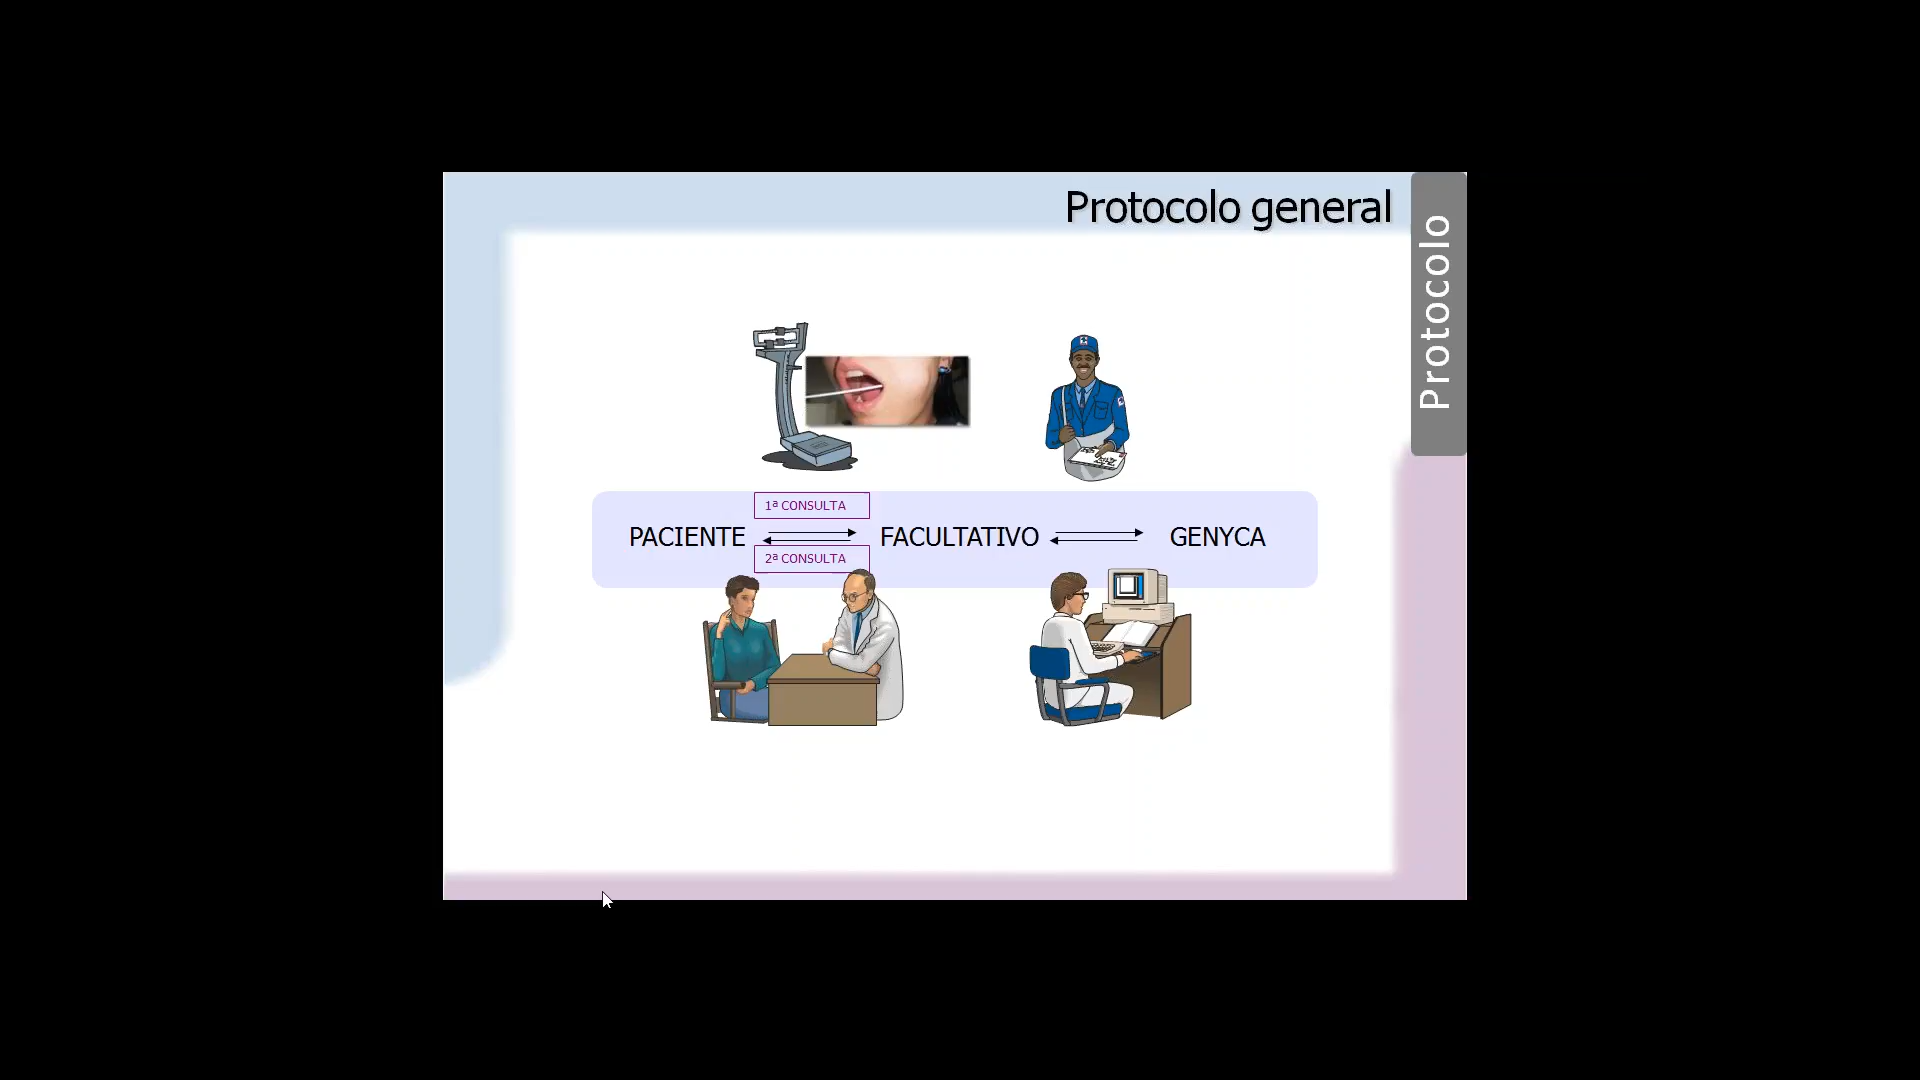 Protocolo general
Protocolo
1ª CONSULTA
PACIENTE FACULTATIVO GENYCA
2ª CONSULTA